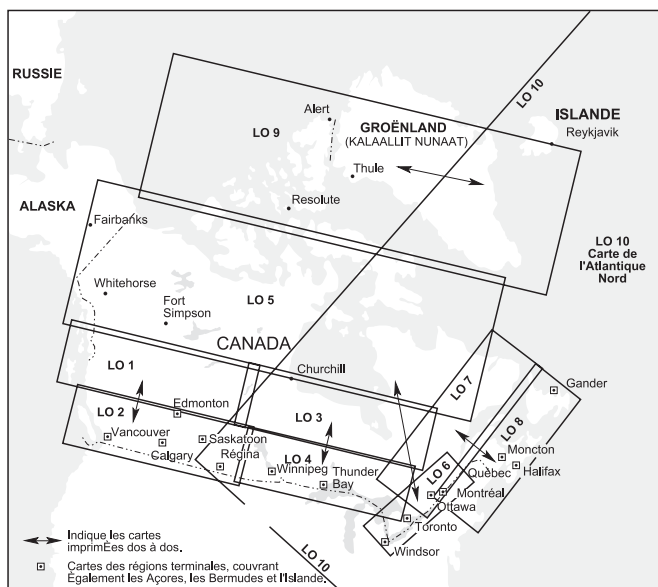 RUSSIE
LO 10
Alert
ISLANDE
Reykjavik
LO 9
GROËNLAND
(KALAALLIT NUNAAT)
Thule
Resolute
ALASKA
Fairbanks
LO 10
Carte de
l'Atlantique
Nord
Whitehorse
LO 5
Fort
Simpson
CANADA
LO 1
Churchill
LO 7
Gander
LO 2
Edmonton
LO 3
LO 8
Vancouver
Saskatoon
Calgary
Régina
LO 4
Winnipeg
Thunder
Bay
LO 6
Moncton
Quèbec
Halifax
Montréal
Ottawa
Toronto
Windsor
LO 10
Indique les cartes
imprimÈes dos à dos.
Cartes des régions terminales, couvrant
Ègalement les Açores, les Bermudes et l'Islande.